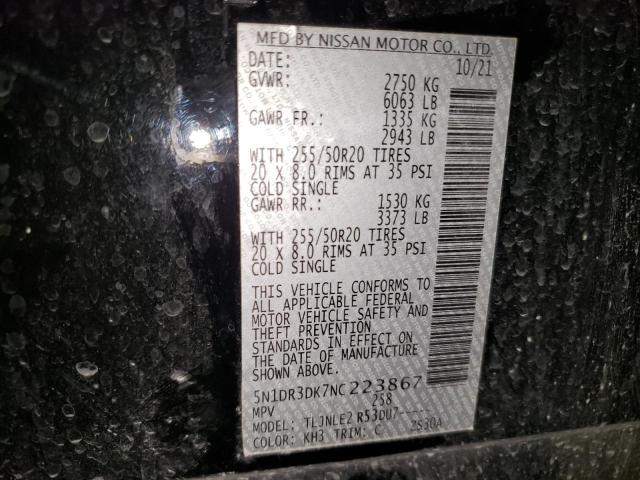 MFD BY NISSAN MOTOR CO., LTD.
DATE: 10/21
GVWR: 2750 KG
6063 LB
GAWR FR.: 1335 KG
2943 LB
WITH 255/50R20 TIRES
20 X 8.0 RIMS AT 35 PSI
COLD SINGLE
GAWR RR.: 1530 KG
3373 LB
WITH 255/50R20 TIRES
20 X 8.0 RIMS AT 35 PSI
COLD SINGLE
THIS VEHICLE CONFORMS TO
ALL APPLICABLE FEDERAL
MOTOR VEHICLE SAFETY AND
THEFT PREVENTION
STANDARDS IN EFFECT ON
THE DATE OF MANUFACTURE
SHOWN ABOVE.
5N1DR3DK7NC223867
MPV 258
MODEL: TLJNLE2 R53DU7-----
COLOR: KH3 TRIM: C ZS30A